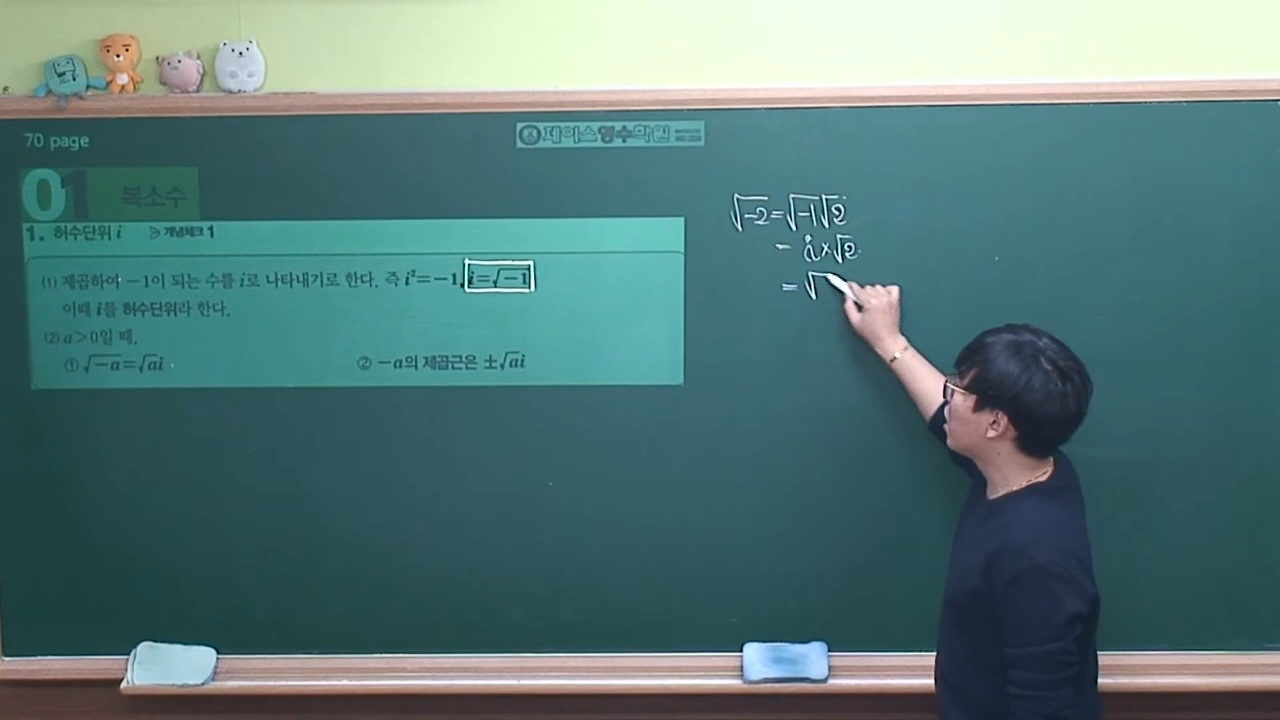 70 page
제이스영수학원
01 복소수
1. 허수단위 i ≫ 개념체크 1
(1) 제곱하여 −1이 되는 수를 i로 나타내기로 한다. 즉 i²=−1, i=√−1
이때 i를 허수단위라 한다.
(2) a>0일 때,
① √−a=√ai ② −a의 제곱근은 ±√ai
√−2=√−1√2
= i×√2
= √